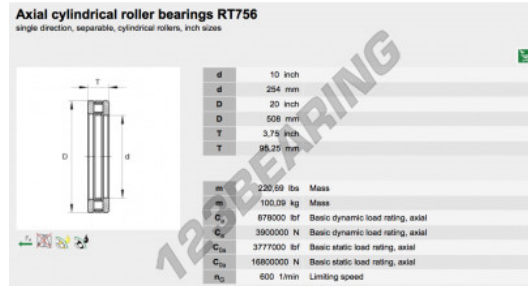 Axial cylindrical roller bearings RT756
single direction, separable, cylindrical rollers, inch sizes
T
D
d
d 10 inch
d 254 mm
D 20 inch
D 508 mm
T 3,75 inch
T 95,25 mm
m 220,69 lbs Mass
m 100,09 kg Mass
Ca 878000 lbf Basic dynamic load rating, axial
Ca 3900000 N Basic dynamic load rating, axial
C0a 3777000 lbf Basic static load rating, axial
C0a 16800000 N Basic static load rating, axial
nG 600 1/min Limiting speed
123BEARING